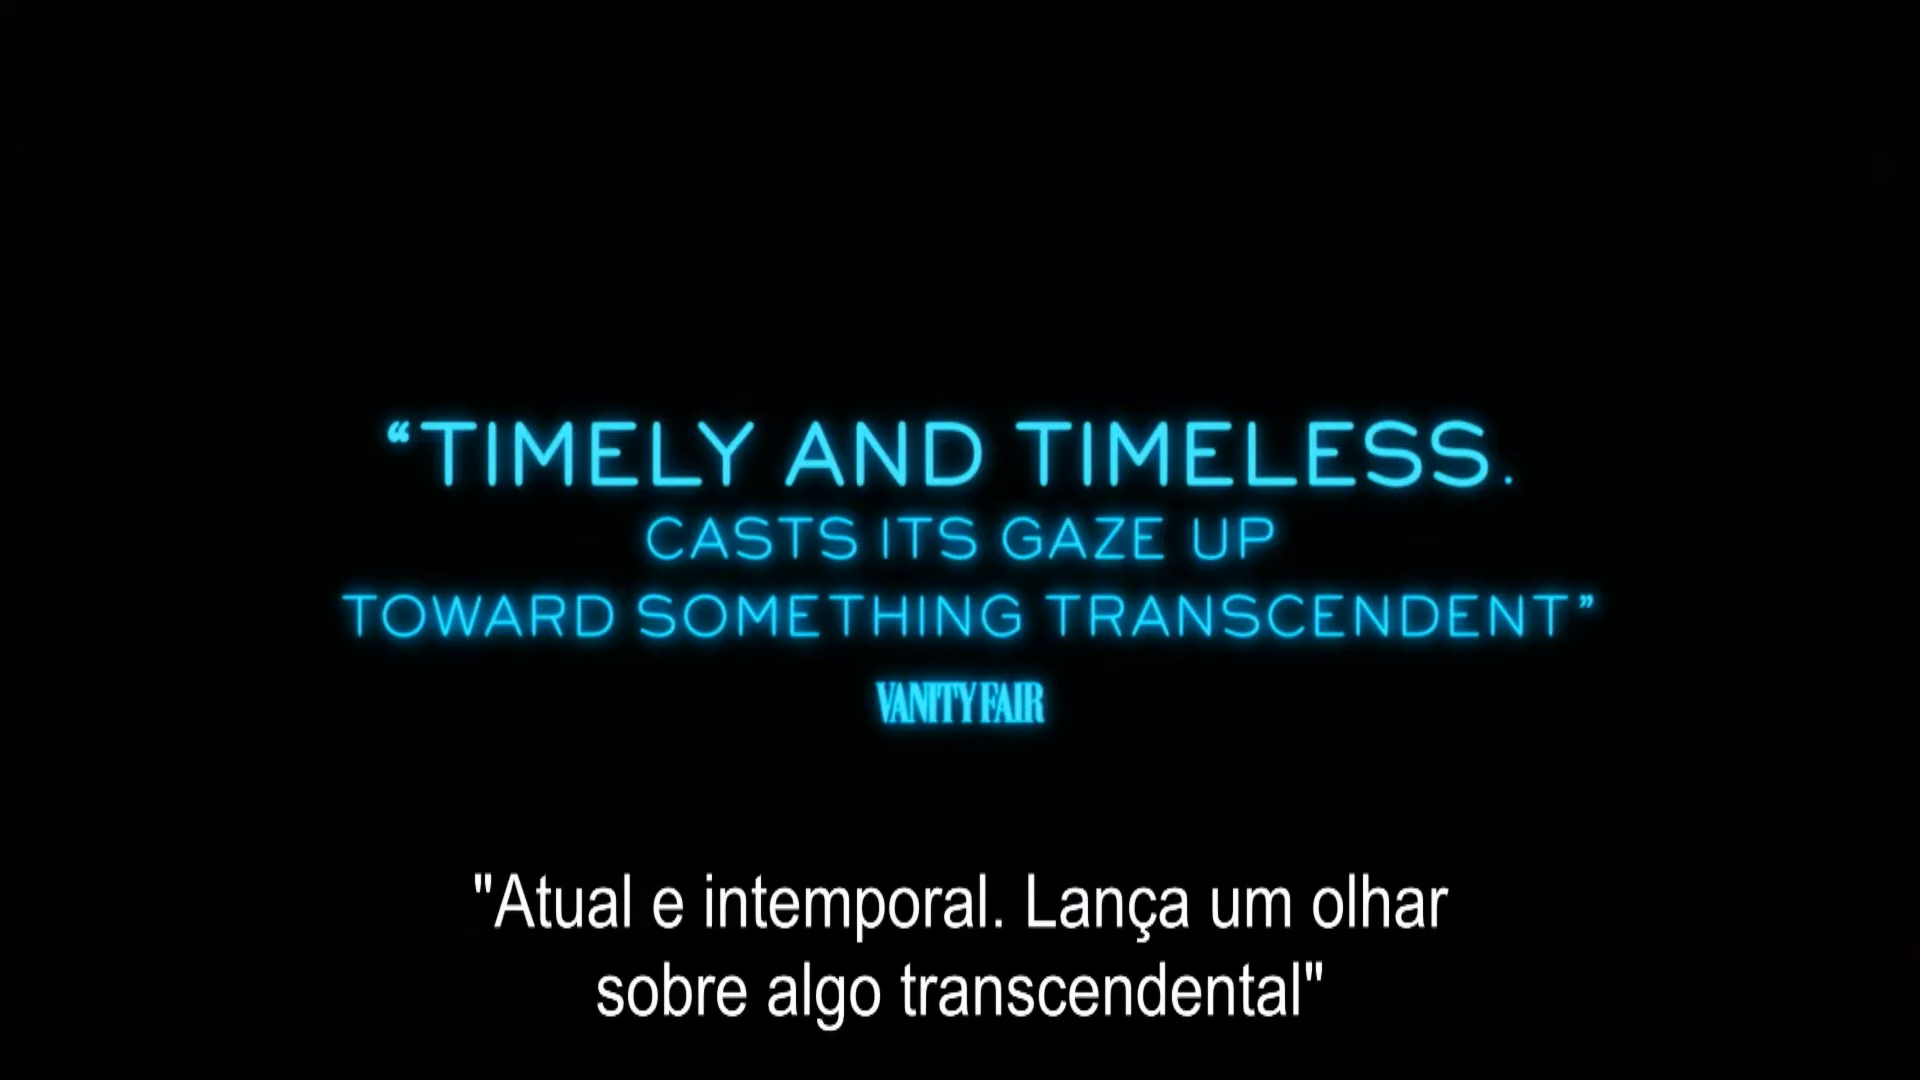 “TIMELY AND TIMELESS.
CASTS ITS GAZE UP
TOWARD SOMETHING TRANSCENDENT”
VANITY FAIR
"Atual e intemporal. Lança um olhar
sobre algo transcendental"